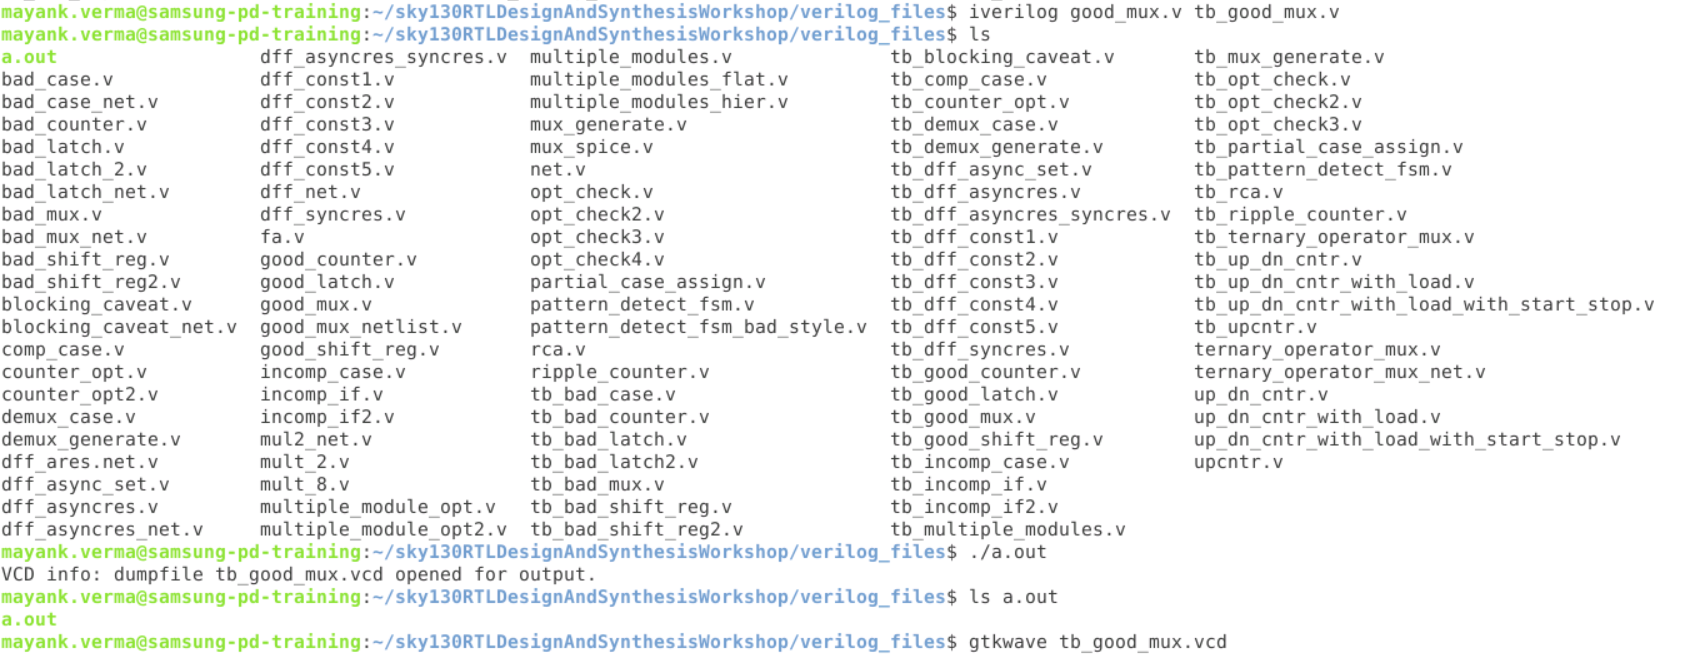 mayank.verma@samsung-pd-training:~/sky130RTLDesignAndSynthesisWorkshop/verilog_files$ iverilog good_mux.v tb_good_mux.v
mayank.verma@samsung-pd-training:~/sky130RTLDesignAndSynthesisWorkshop/verilog_files$ ls
a.out dff_asyncres_syncres.v multiple_modules.v tb_blocking_caveat.v tb_mux_generate.v
bad_case.v dff_const1.v multiple_modules_flat.v tb_comp_case.v tb_opt_check.v
bad_case_net.v dff_const2.v multiple_modules_hier.v tb_counter_opt.v tb_opt_check2.v
bad_counter.v dff_const3.v mux_generate.v tb_demux_case.v tb_opt_check3.v
bad_latch.v dff_const4.v mux_spice.v tb_demux_generate.v tb_partial_case_assign.v
bad_latch_2.v dff_const5.v net.v tb_dff_async_set.v tb_pattern_detect_fsm.v
bad_latch_net.v dff_net.v opt_check.v tb_dff_asyncres.v tb_rca.v
bad_mux.v dff_syncres.v opt_check2.v tb_dff_asyncres_syncres.v tb_ripple_counter.v
bad_mux_net.v fa.v opt_check3.v tb_dff_const1.v tb_ternary_operator_mux.v
bad_shift_reg.v good_counter.v opt_check4.v tb_dff_const2.v tb_up_dn_cntr.v
bad_shift_reg2.v good_latch.v partial_case_assign.v tb_dff_const3.v tb_up_dn_cntr_with_load.v
blocking_caveat.v good_mux.v pattern_detect_fsm.v tb_dff_const4.v tb_up_dn_cntr_with_load_with_start_stop.v
blocking_caveat_net.v good_mux_netlist.v pattern_detect_fsm_bad_style.v tb_dff_const5.v tb_upcntr.v
comp_case.v good_shift_reg.v rca.v tb_dff_syncres.v ternary_operator_mux.v
counter_opt.v incomp_case.v ripple_counter.v tb_good_counter.v ternary_operator_mux_net.v
counter_opt2.v incomp_if.v tb_bad_case.v tb_good_latch.v up_dn_cntr.v
demux_case.v incomp_if2.v tb_bad_counter.v tb_good_mux.v up_dn_cntr_with_load.v
demux_generate.v mul2_net.v tb_bad_latch.v tb_good_shift_reg.v up_dn_cntr_with_load_with_start_stop.v
dff_ares.net.v mult_2.v tb_bad_latch2.v tb_incomp_case.v upcntr.v
dff_async_set.v mult_8.v tb_bad_mux.v tb_incomp_if.v
dff_asyncres.v multiple_module_opt.v tb_bad_shift_reg.v tb_incomp_if2.v
dff_asyncres_net.v multiple_module_opt2.v tb_bad_shift_reg2.v tb_multiple_modules.v
mayank.verma@samsung-pd-training:~/sky130RTLDesignAndSynthesisWorkshop/verilog_files$ ./a.out
VCD info: dumpfile tb_good_mux.vcd opened for output.
mayank.verma@samsung-pd-training:~/sky130RTLDesignAndSynthesisWorkshop/verilog_files$ ls a.out
a.out
mayank.verma@samsung-pd-training:~/sky130RTLDesignAndSynthesisWorkshop/verilog_files$ gtkwave tb_good_mux.vcd